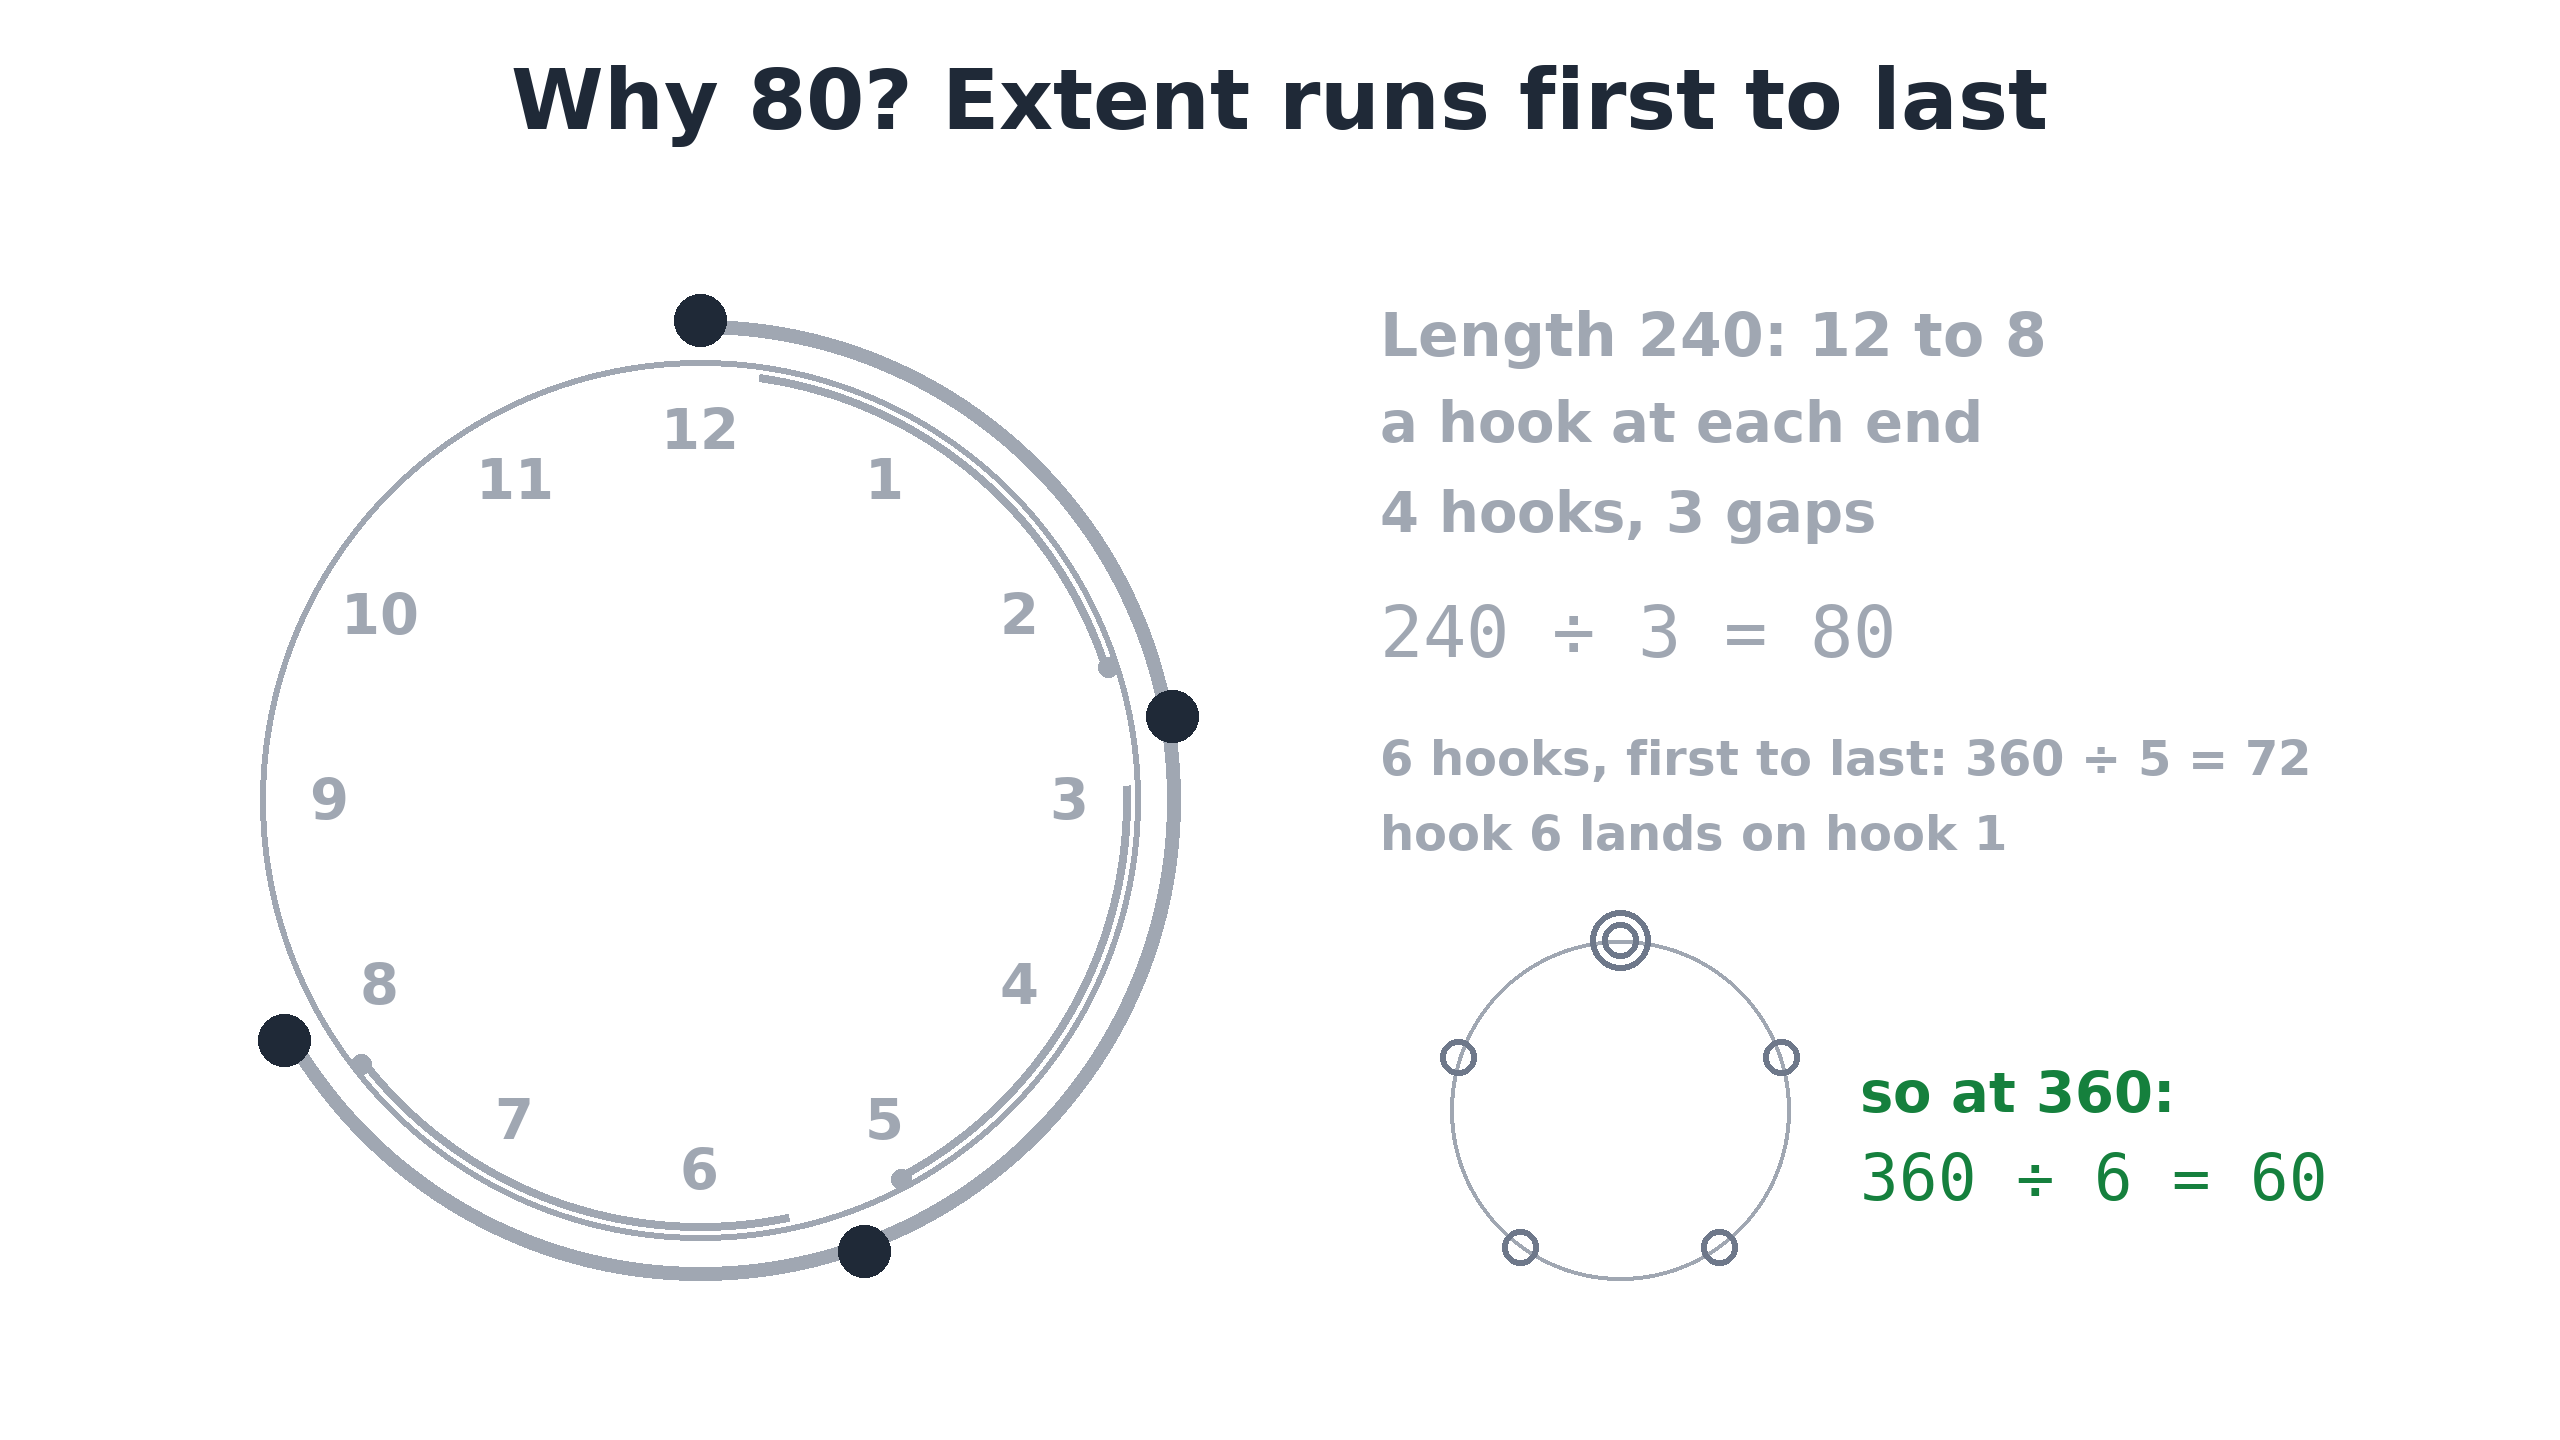 Why 80? Extent runs first to last
12
11
1
10
2
9
3
8
4
7
5
6
Length 240: 12 to 8
a hook at each end
4 hooks, 3 gaps
240 ÷ 3 = 80
6 hooks, first to last: 360 ÷ 5 = 72
hook 6 lands on hook 1
so at 360:
360 ÷ 6 = 60